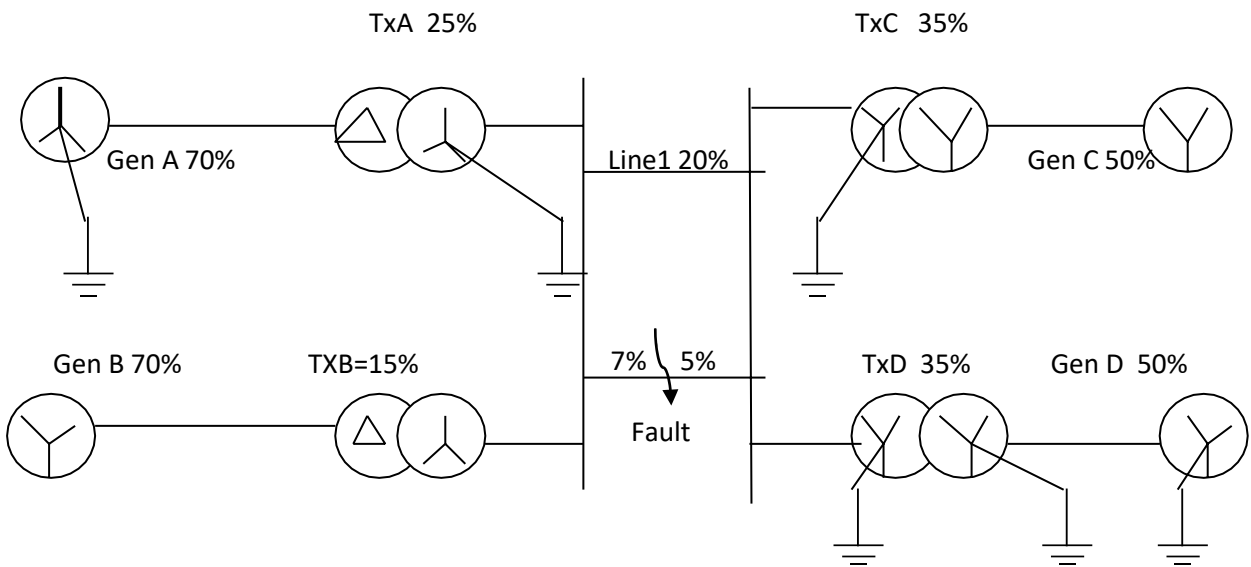 TxA 25%
TxC 35%
Gen A 70%
Line1 20%
Gen C 50%
Gen B 70%
TXB=15%
7%
5%
TxD 35%
Gen D 50%
Fault